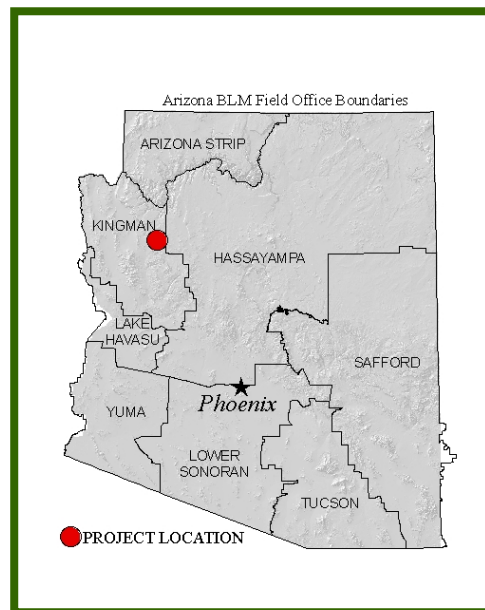 Arizona BLM Field Office Boundaries
ARIZONA STRIP
KINGMAN
HASSAYAMPA
LAKE
HAVASU
SAFFORD
YUMA
Phoenix
LOWER
SONORAN
TUCSON
PROJECT LOCATION